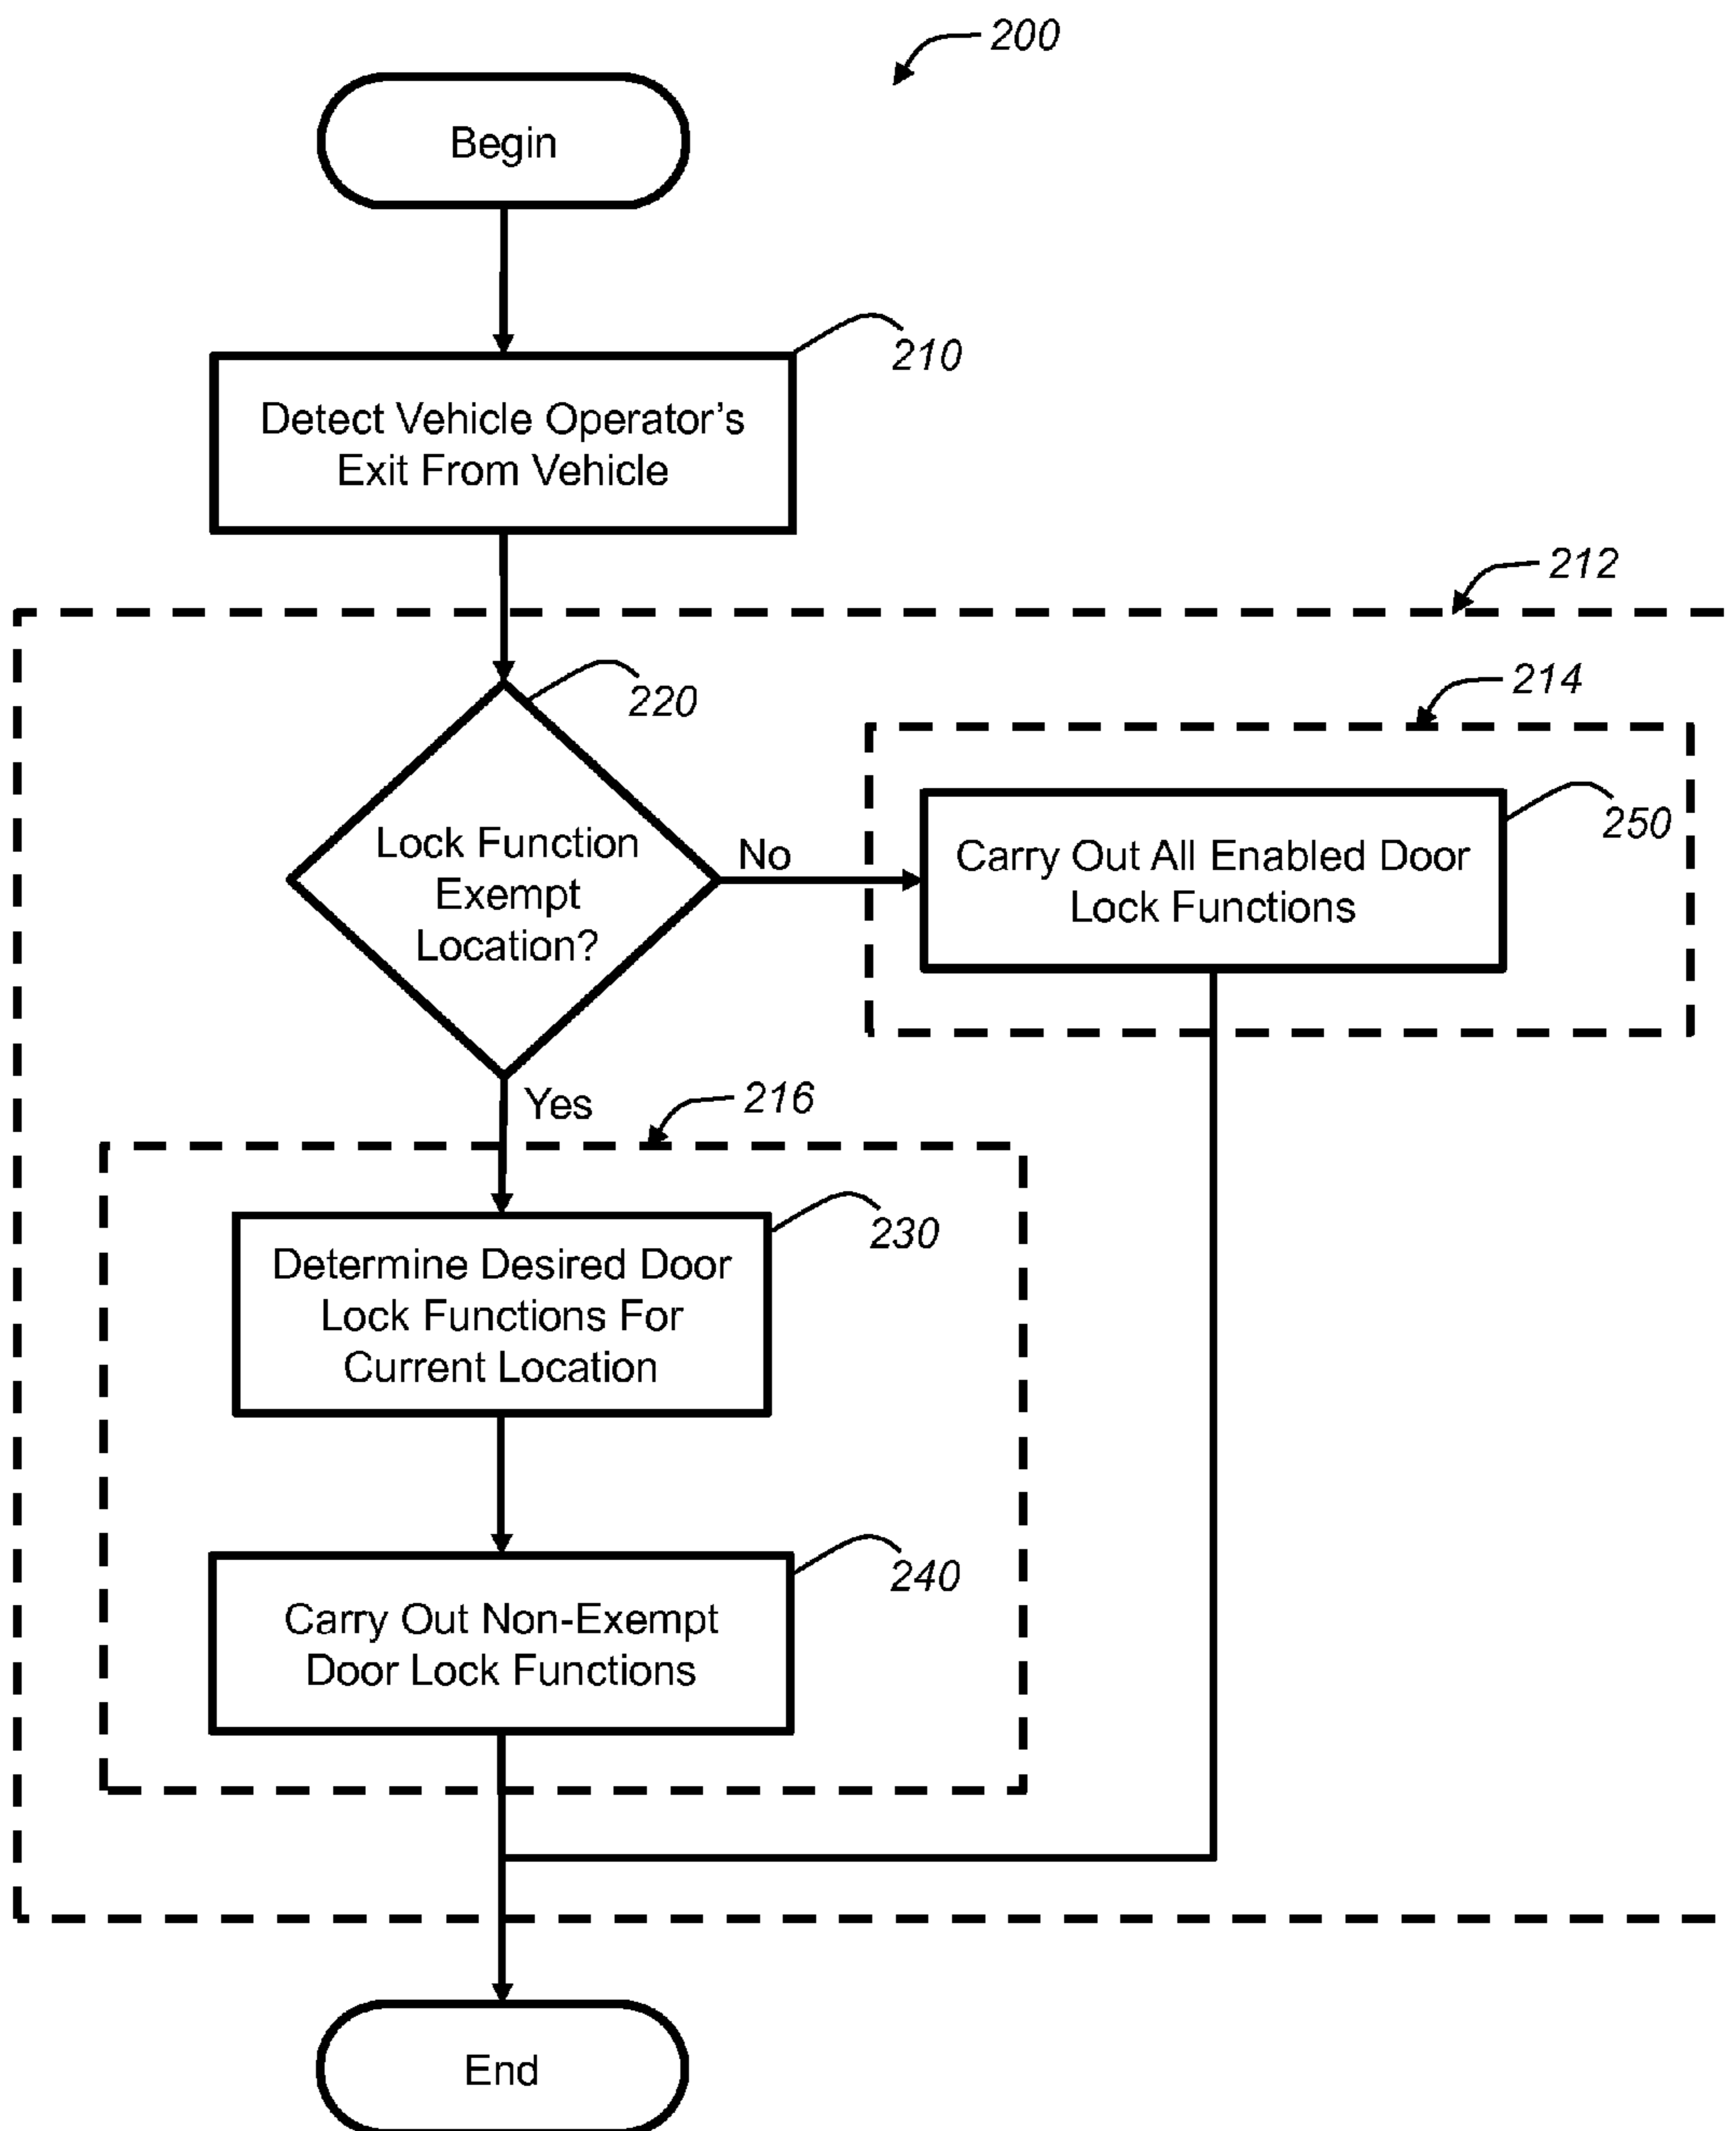 200
Begin
210
Detect Vehicle Operator's
Exit From Vehicle
212
214
220
Lock Function
Exempt
Location?
No
250
Carry Out All Enabled Door
Lock Functions
Yes
216
230
Determine Desired Door
Lock Functions For
Current Location
240
Carry Out Non-Exempt
Door Lock Functions
End